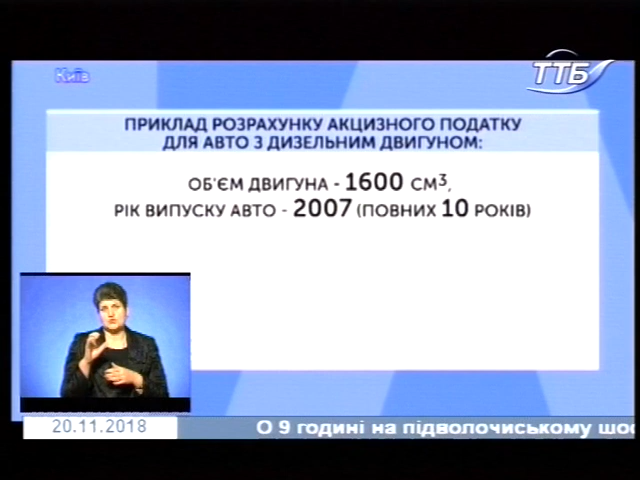 Київ
ТТБ
ПРИКЛАД РОЗРАХУНКУ АКЦИЗНОГО ПОДАТКУ
ДЛЯ АВТО З ДИЗЕЛЬНИМ ДВИГУНОМ:
ОБ'ЄМ ДВИГУНА - 1600 СМ³,
РІК ВИПУСКУ АВТО - 2007 (ПОВНИХ 10 РОКІВ)
20.11.2018
О 9 годині на підволочиському шос